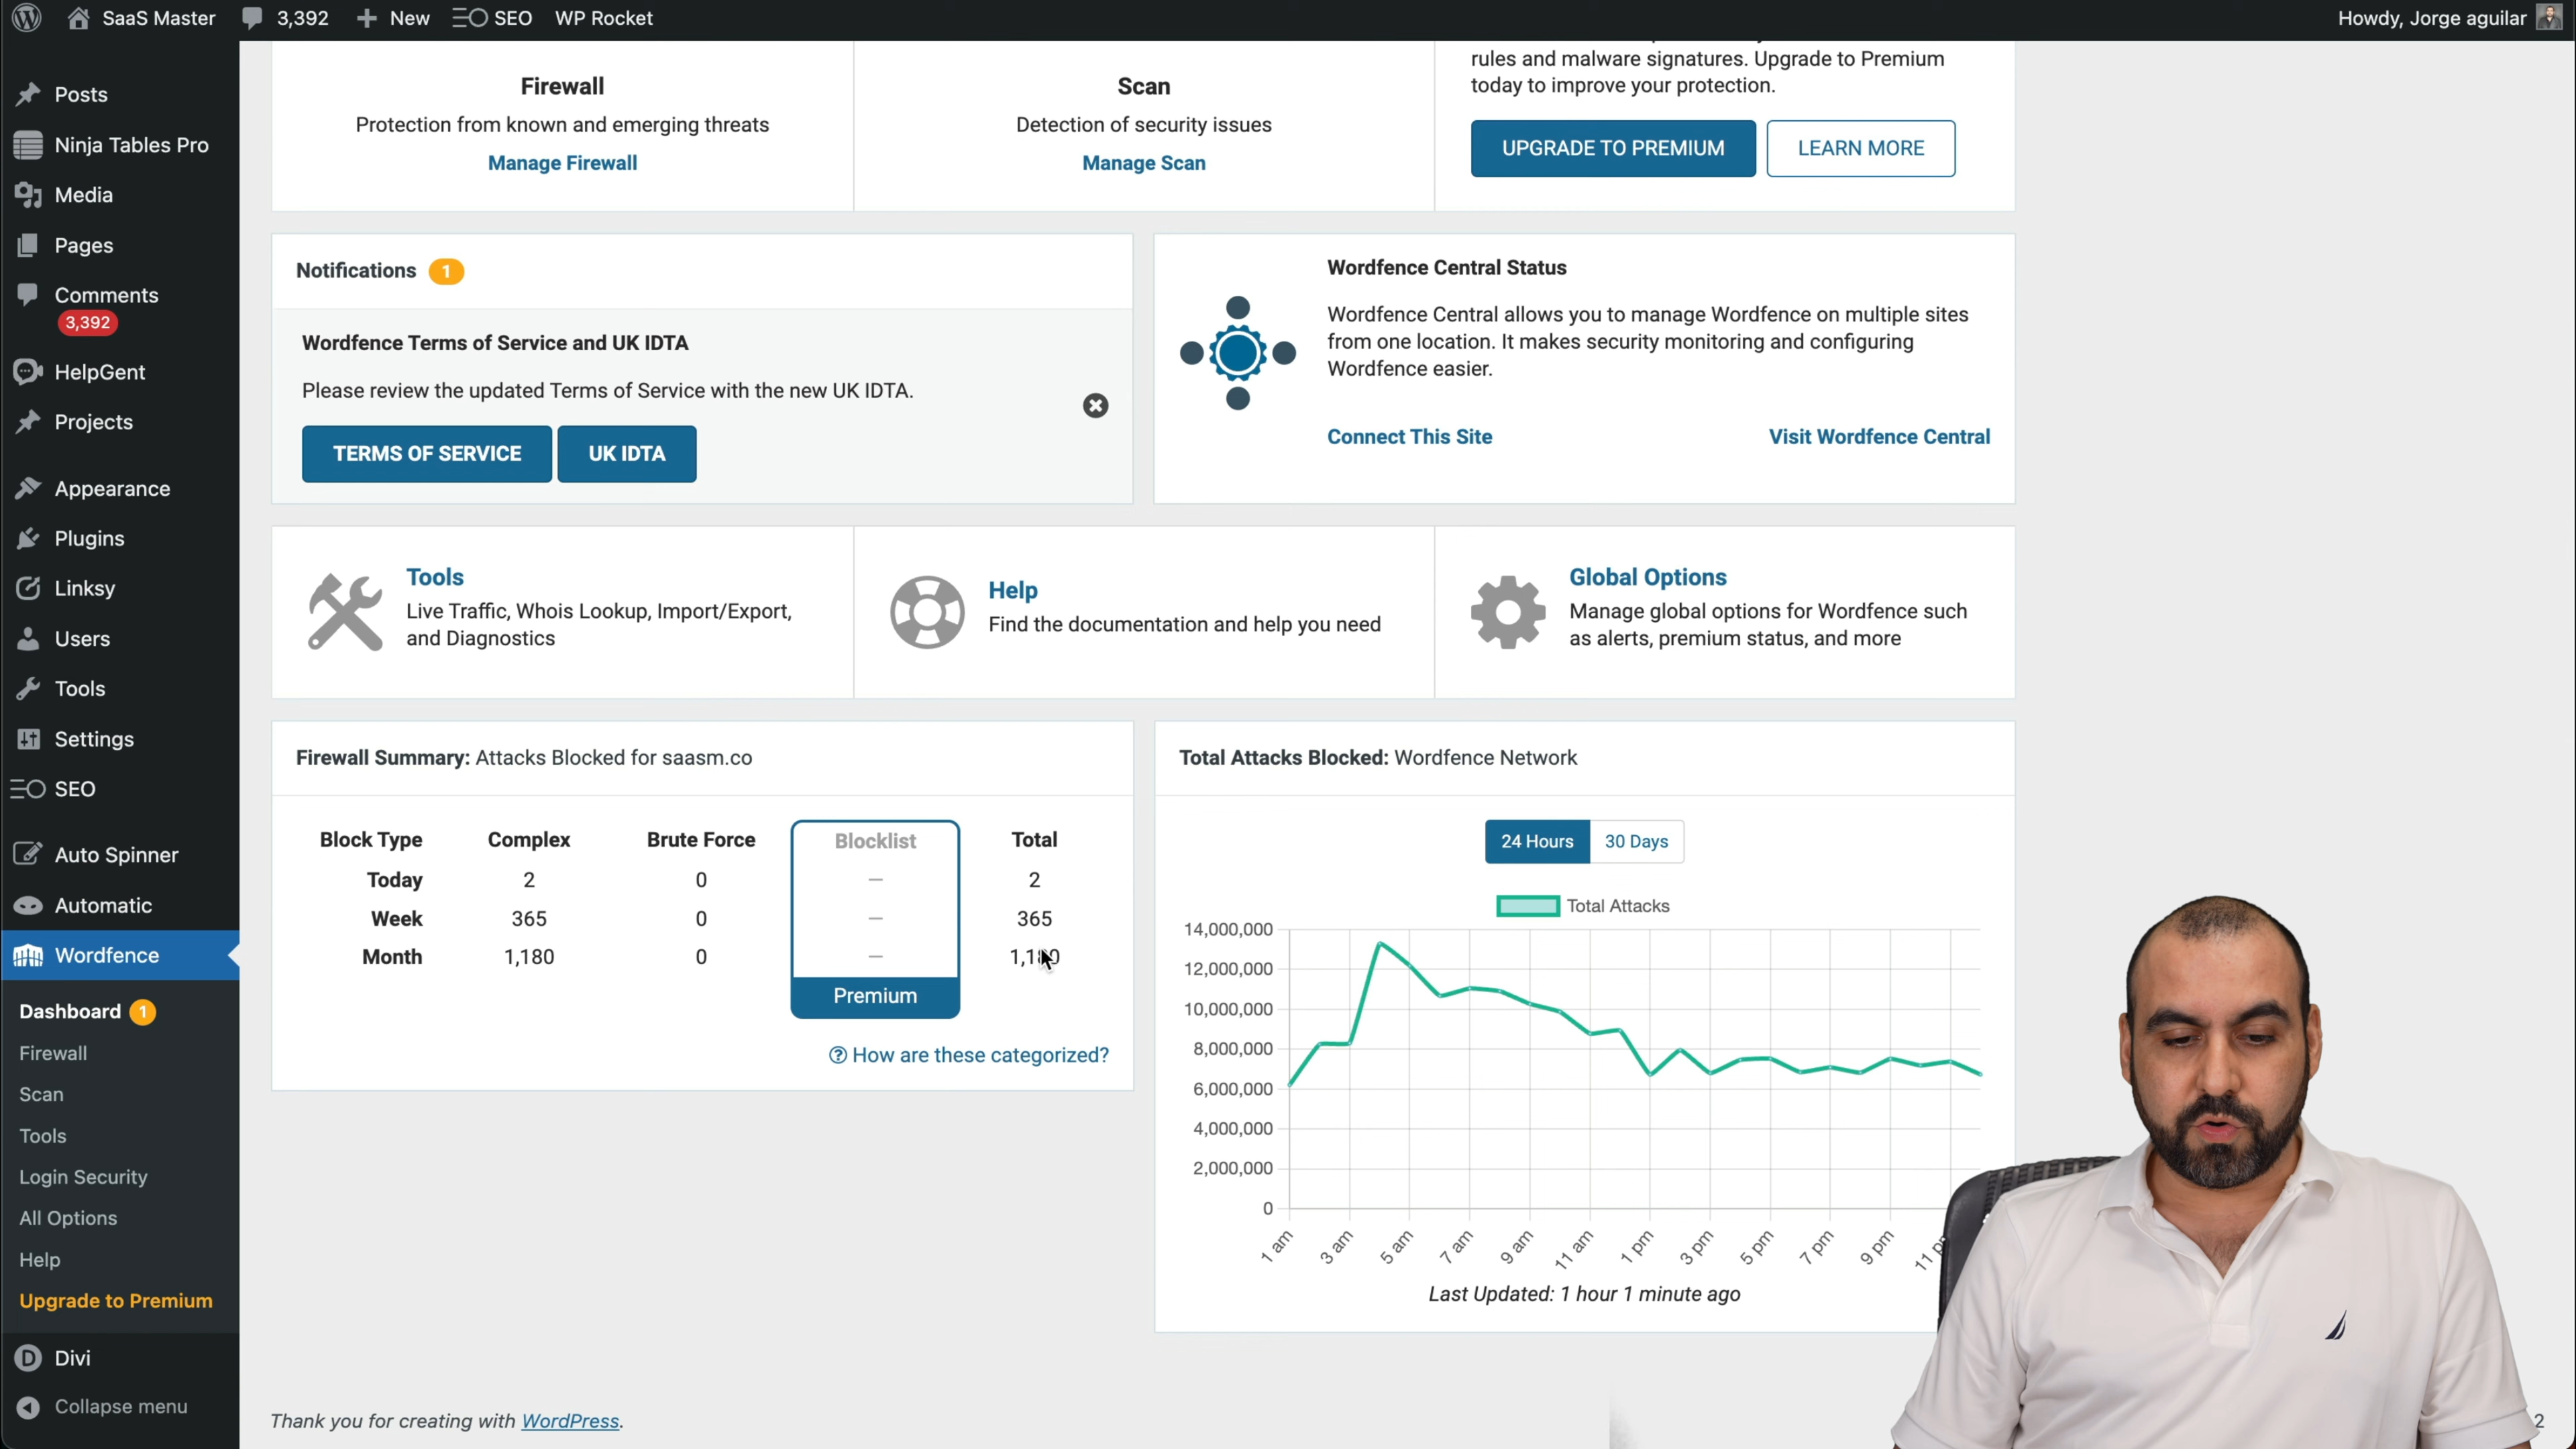 SaaS Master 3,392 New SEO WP Rocket Howdy, Jorge aguilar
Posts
Ninja Tables Pro
Media
Pages
Comments
3,392
HelpGent
Projects
Appearance
Plugins
Linksy
Users
Tools
Settings
SEO
Auto Spinner
Automatic
Wordfence
Dashboard 1
Firewall
Scan
Tools
Login Security
All Options
Help
Upgrade to Premium
Divi
Collapse menu
Firewall
Protection from known and emerging threats
Manage Firewall
Scan
Detection of security issues
Manage Scan
rules and malware signatures. Upgrade to Premium
today to improve your protection.
UPGRADE TO PREMIUM LEARN MORE
Notifications 1
Wordfence Terms of Service and UK IDTA
Please review the updated Terms of Service with the new UK IDTA.
TERMS OF SERVICE UK IDTA
Wordfence Central Status
Wordfence Central allows you to manage Wordfence on multiple sites
from one location. It makes security monitoring and configuring
Wordfence easier.
Connect This Site Visit Wordfence Central
Tools
Live Traffic, Whois Lookup, Import/Export,
and Diagnostics
Help
Find the documentation and help you need
Global Options
Manage global options for Wordfence such
as alerts, premium status, and more
Firewall Summary: Attacks Blocked for saasm.co
Block Type Complex Brute Force Blocklist Total
Today 2 0 — 2
Week 365 0 — 365
Month 1,180 0 —
Premium
How are these categorized?
Total Attacks Blocked: Wordfence Network
24 Hours 30 Days
Total Attacks
14,000,000
12,000,000
10,000,000
8,000,000
6,000,000
4,000,000
2,000,000
0
1 am 3 am 5 am 7 am 9 am 11 am 1 pm 3 pm 5 pm 7 pm 9 pm 11
Last Updated: 1 hour 1 minute ago
Thank you for creating with WordPress.
2